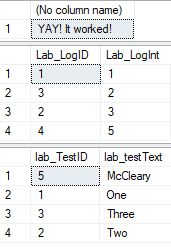 (No column name)
1 YAY! It worked!
Lab_LogID Lab_LogInt
1 1 1
2 3 2
3 2 3
4 4 5
lab_TestID lab_testText
1 5 McCleary
2 1 One
3 3 Three
4 2 Two